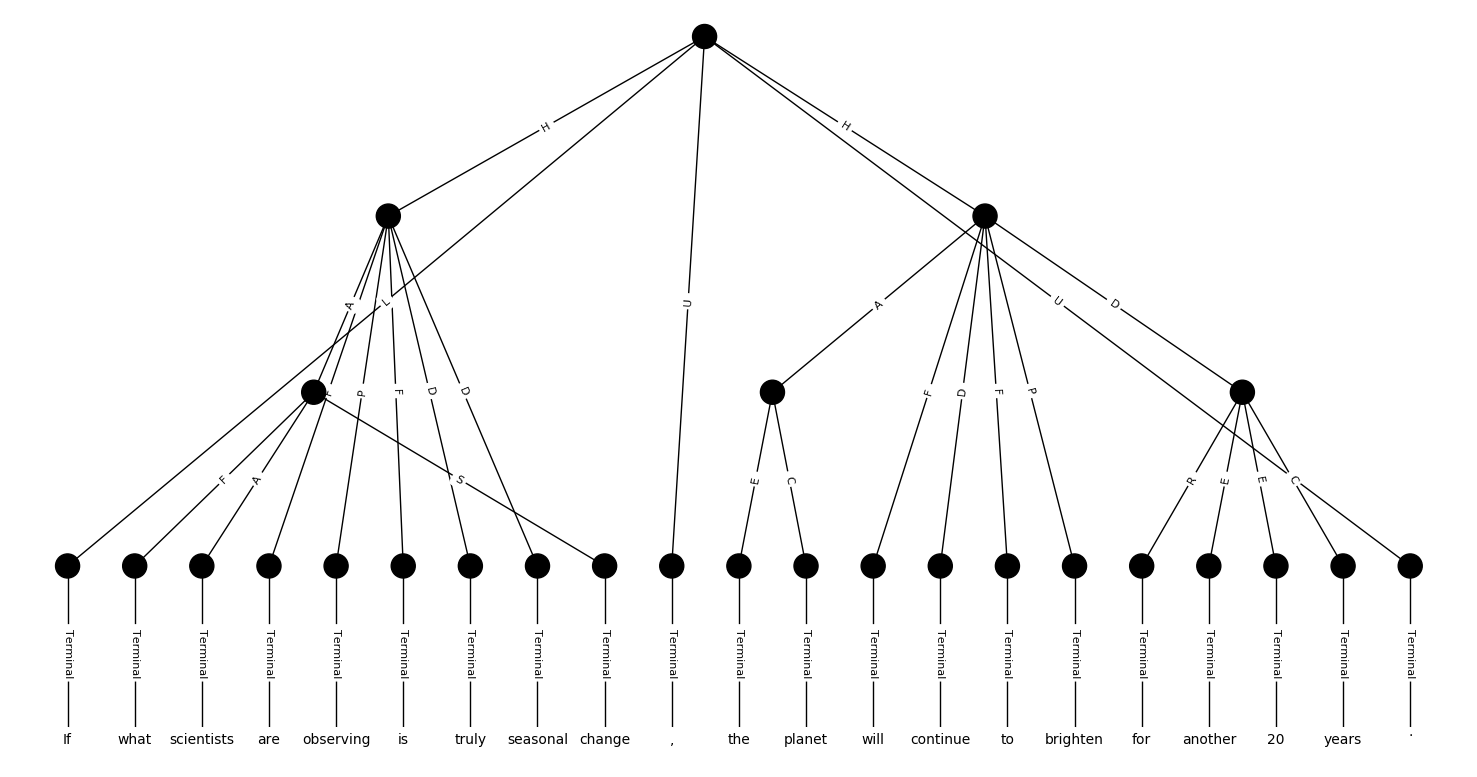 H H
A L U A U D
F P F D D F D F P
F A S E C R E E C
Terminal Terminal Terminal Terminal Terminal Terminal Terminal Terminal Terminal Terminal Terminal Terminal Terminal Terminal Terminal Terminal Terminal Terminal Terminal Terminal Terminal
If what scientists are observing is truly seasonal change , the planet will continue to brighten for another 20 years .